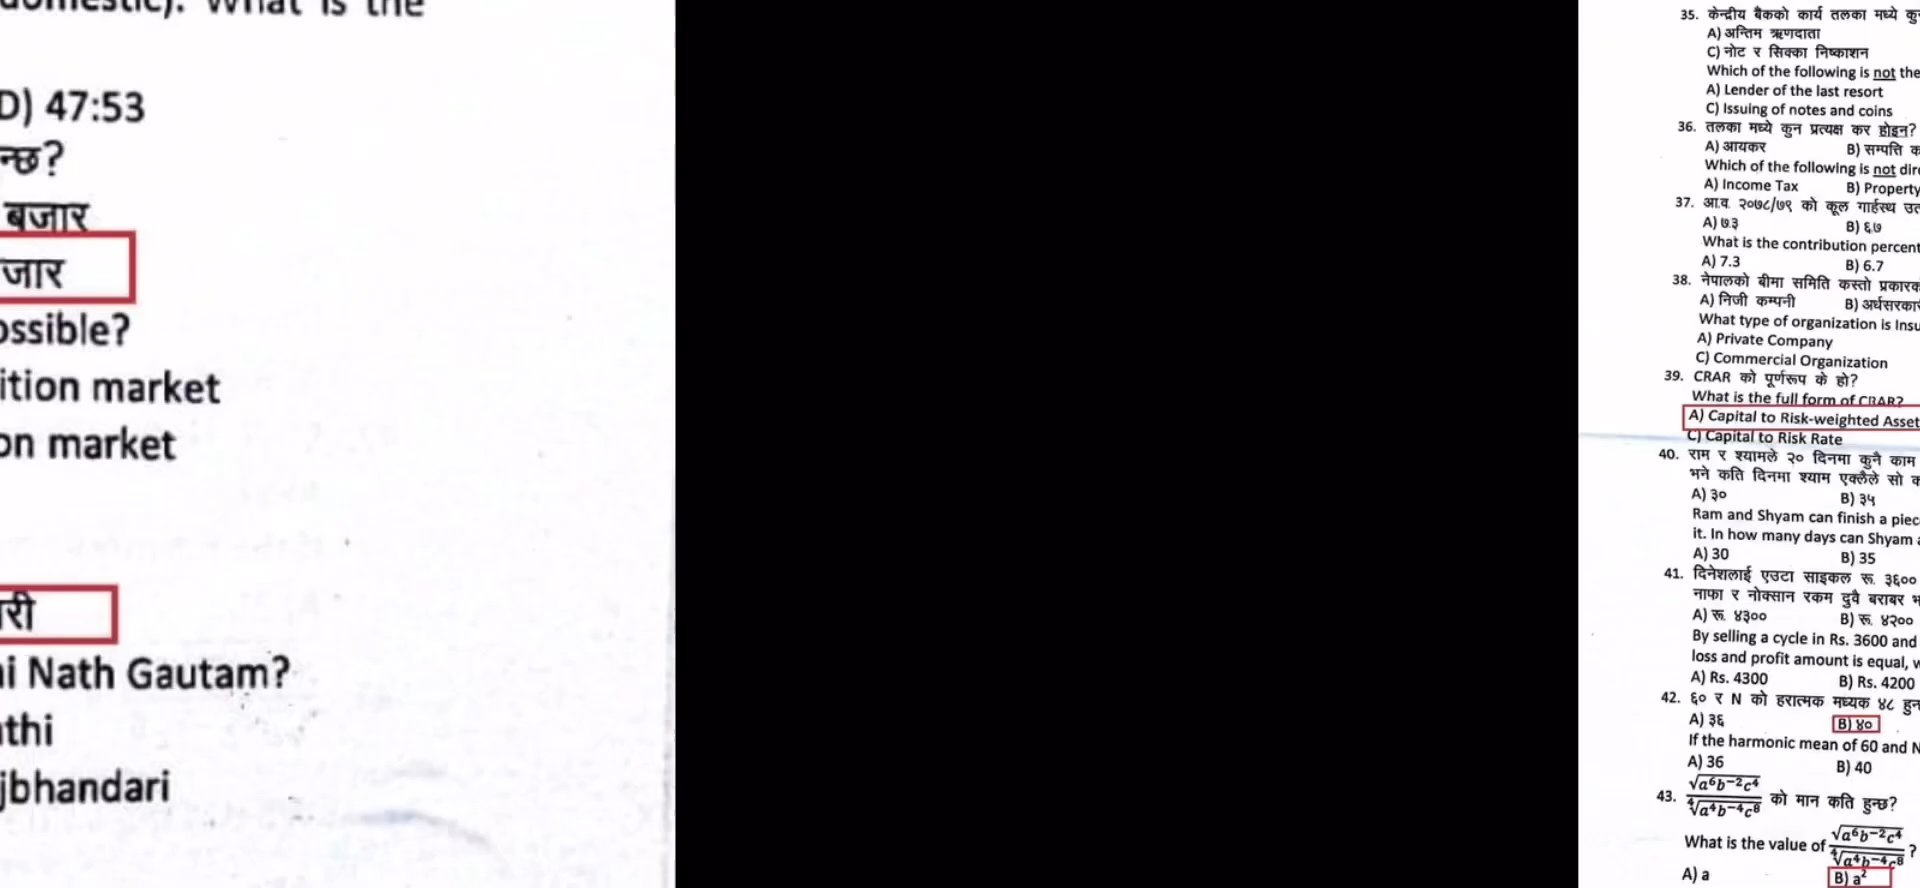 What is the
D) 47:53
न्छ?
बजार
जार
ossible?
ition market
on market
री
i Nath Gautam?
thi
jbhandari
35. केन्द्रीय बैकको कार्य तलका मध्ये कु
A) अन्तिम ऋणदाता
C) नोट र सिक्का निष्काशन
Which of the following is not the
A) Lender of the last resort
C) Issuing of notes and coins
36. तलका मध्ये कुन प्रत्यक्ष कर होइन?
A) आयकर B) सम्पत्ति क
Which of the following is not dire
A) Income Tax B) Property
37. आ.व. २०७८/७९ को कूल गार्हस्थ उत
A) ७.३ B) ६.७
What is the contribution percent
A) 7.3 B) 6.7
38. नेपालको बीमा समिति कस्तो प्रकारक
A) निजी कम्पनी B) अर्धसरकार
What type of organization is Insu
A) Private Company
C) Commercial Organization
39. CRAR को पूर्णरूप के हो?
What is the full form of CRAR?
A) Capital to Risk-weighted Asset
C) Capital to Risk Rate
40. राम र श्यामले २० दिनमा कुनै काम
भने कति दिनमा श्याम एक्लैले सो क
A) ३० B) ३५
Ram and Shyam can finish a piec
it. In how many days can Shyam a
A) 30 B) 35
41. दिनेशलाई एउटा साइकल रू. ३६००
नाफा र नोक्सान रकम दुवै बराबर भ
A) रू. ४३०० B) रू. ४२००
By selling a cycle in Rs. 3600 and
loss and profit amount is equal, w
A) Rs. 4300 B) Rs. 4200
42. ६० र N को हरात्मक मध्यक ४८ हुन
A) ३६ B) ४०
If the harmonic mean of 60 and N
A) 36 B) 40
43. √a⁶b⁻²c⁴ / ∜a⁴b⁻⁴c⁸ को मान कति हुन्छ?
What is the value of √a⁶b⁻²c⁴ / ∜a⁴b⁻⁴c⁸ ?
A) a B) a²